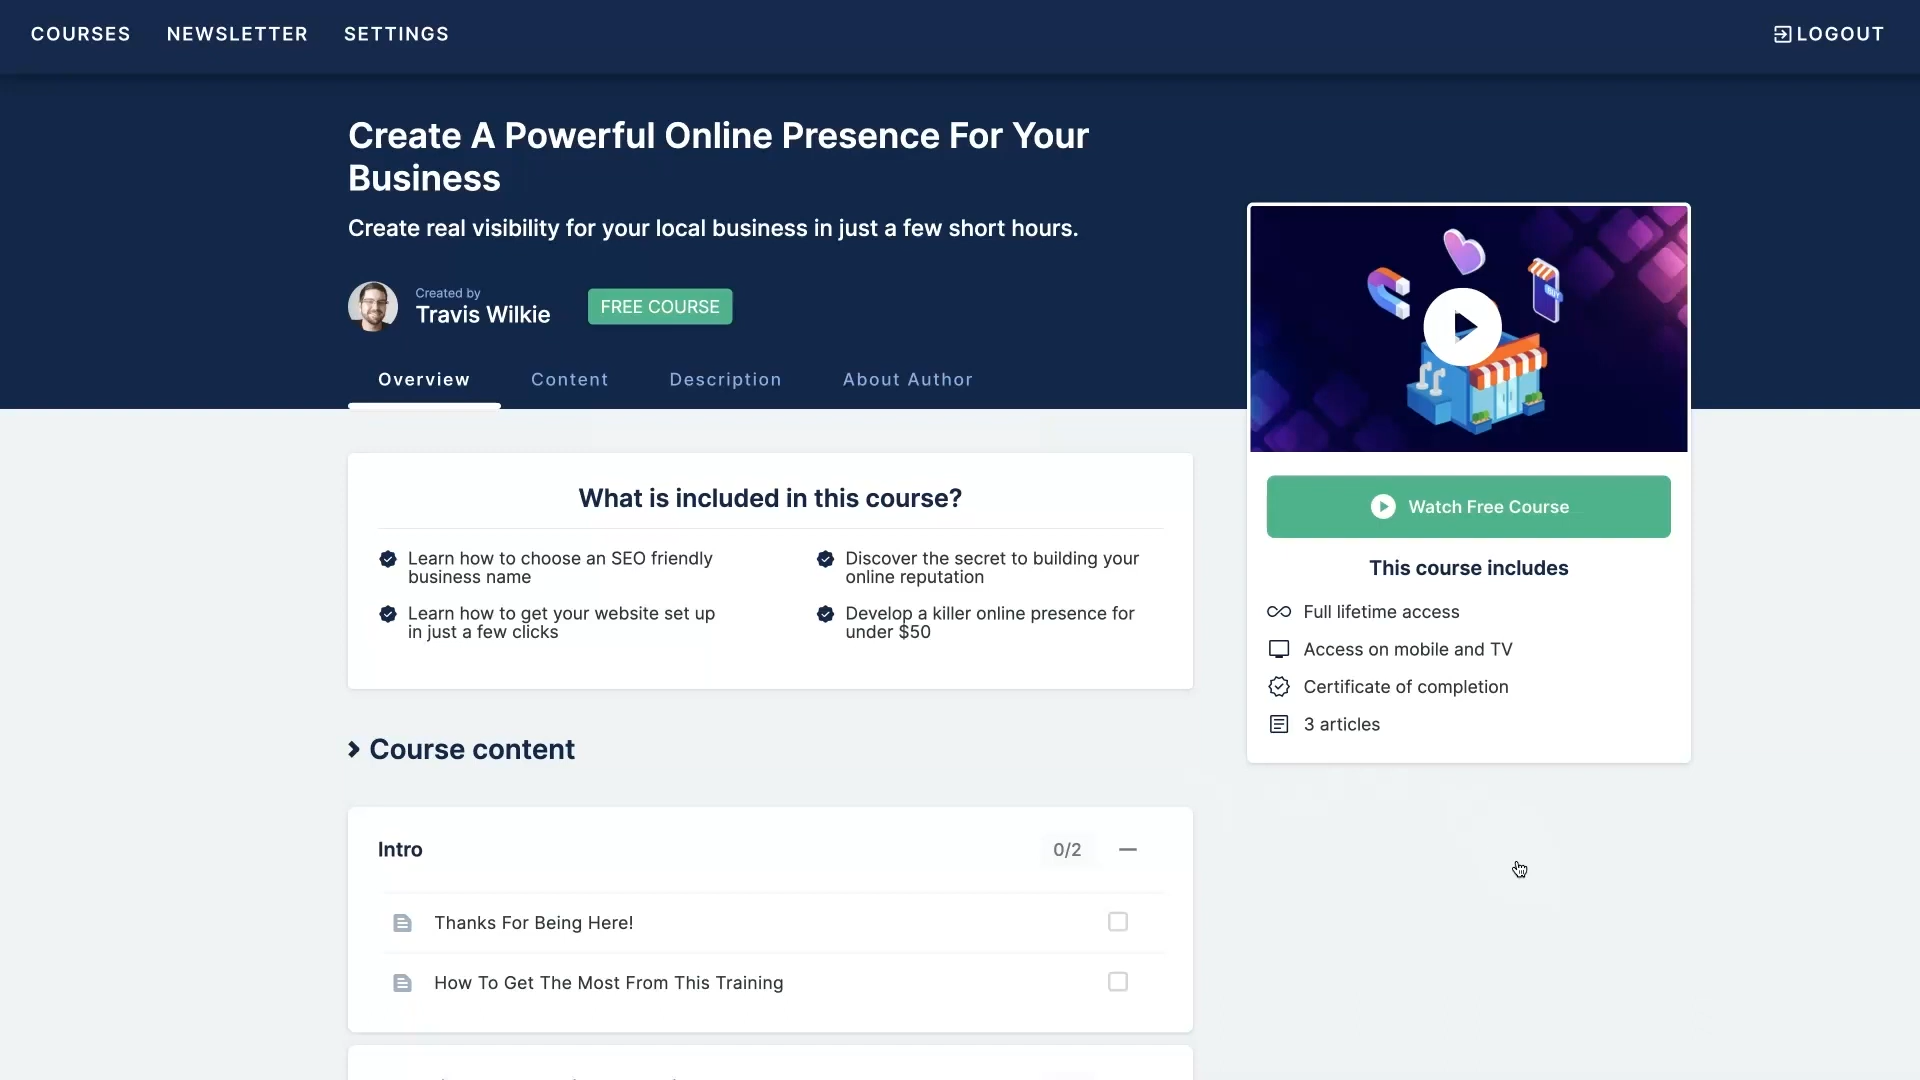 COURSES
NEWSLETTER
SETTINGS
LOGOUT
Create A Powerful Online Presence For Your
Business
Create real visibility for your local business in just a few short hours.
Created by
Travis Wilkie
FREE COURSE
Overview
Content
Description
About Author
What is included in this course?
Learn how to choose an SEO friendly
business name
Discover the secret to building your
online reputation
Learn how to get your website set up
in just a few clicks
Develop a killer online presence for
under $50
BUY
Watch Free Course
This course includes
Full lifetime access
Access on mobile and TV
Certificate of completion
3 articles
Course content
Intro
0/2
Thanks For Being Here!
How To Get The Most From This Training